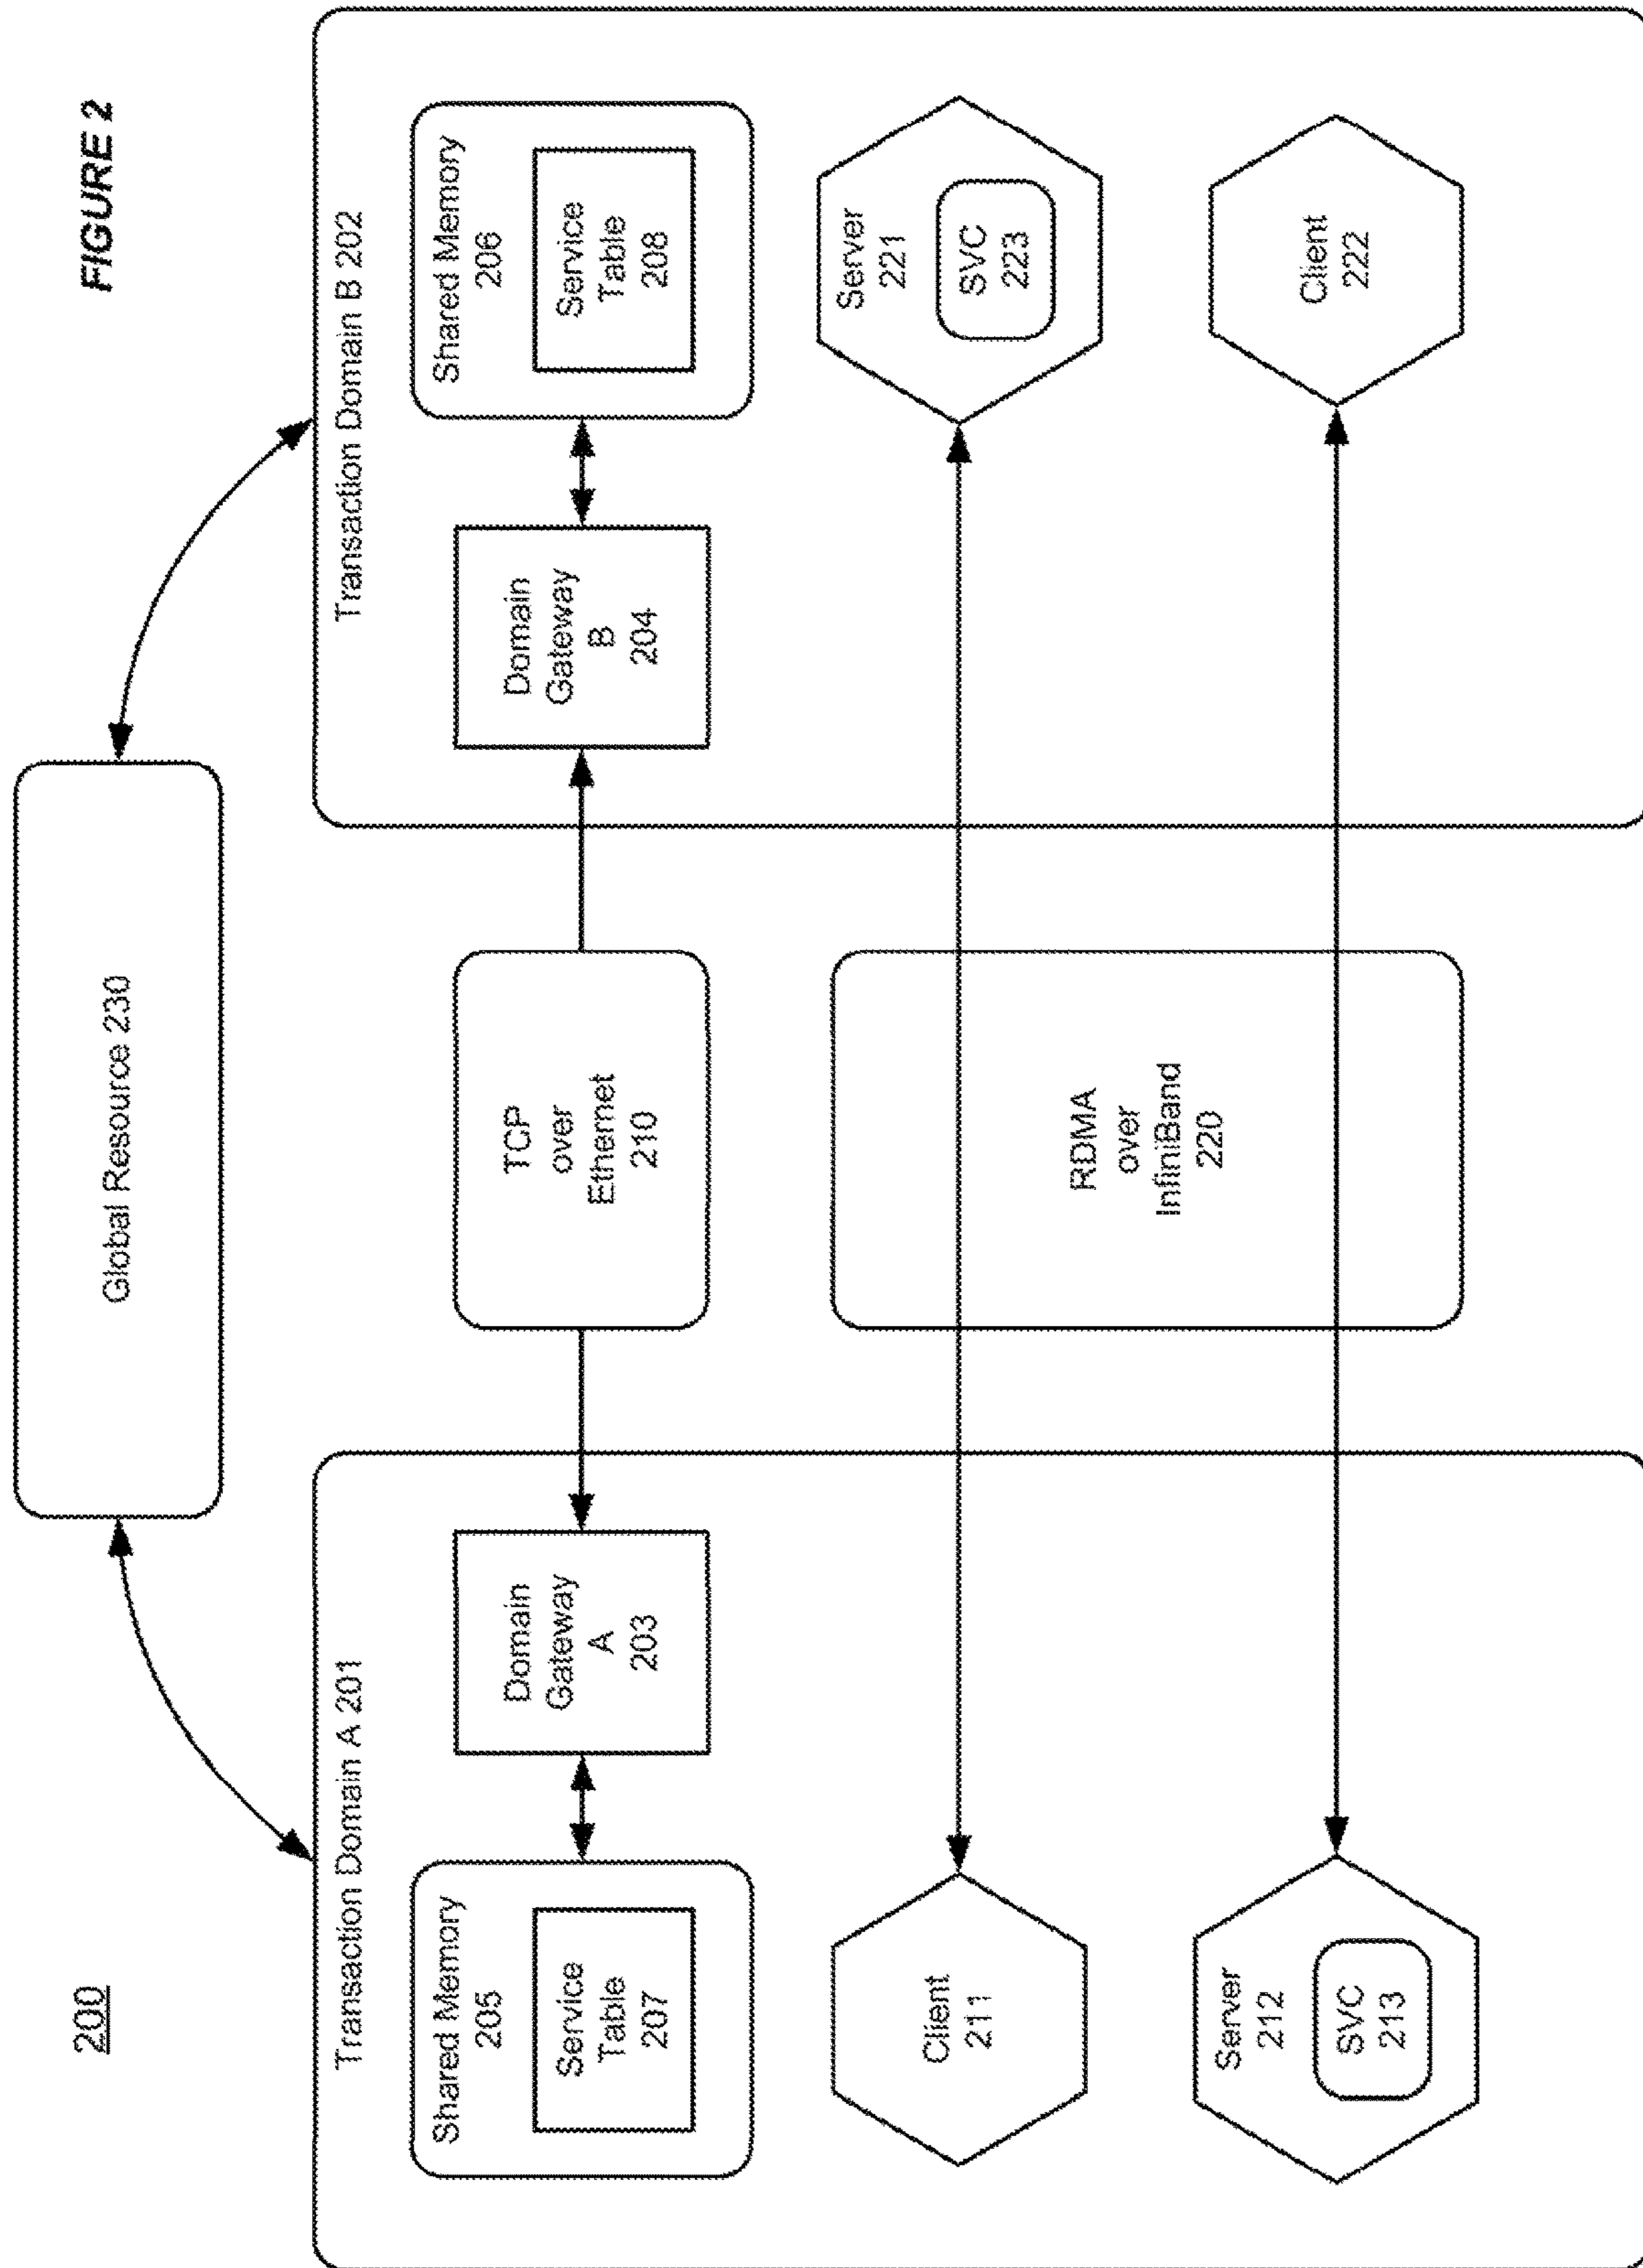 200
FIGURE 2
Global Resource 230
Transaction Domain A 201
Shared Memory
205
Service
Table
207
Domain
Gateway
A
203
Client
211
Server
212
SVC
213
TCP
over
Ethernet
210
RDMA
over
InfiniBand
220
Transaction Domain B 202
Domain
Gateway
B
204
Shared Memory
206
Service
Table
208
Server
221
SVC
223
Client
222